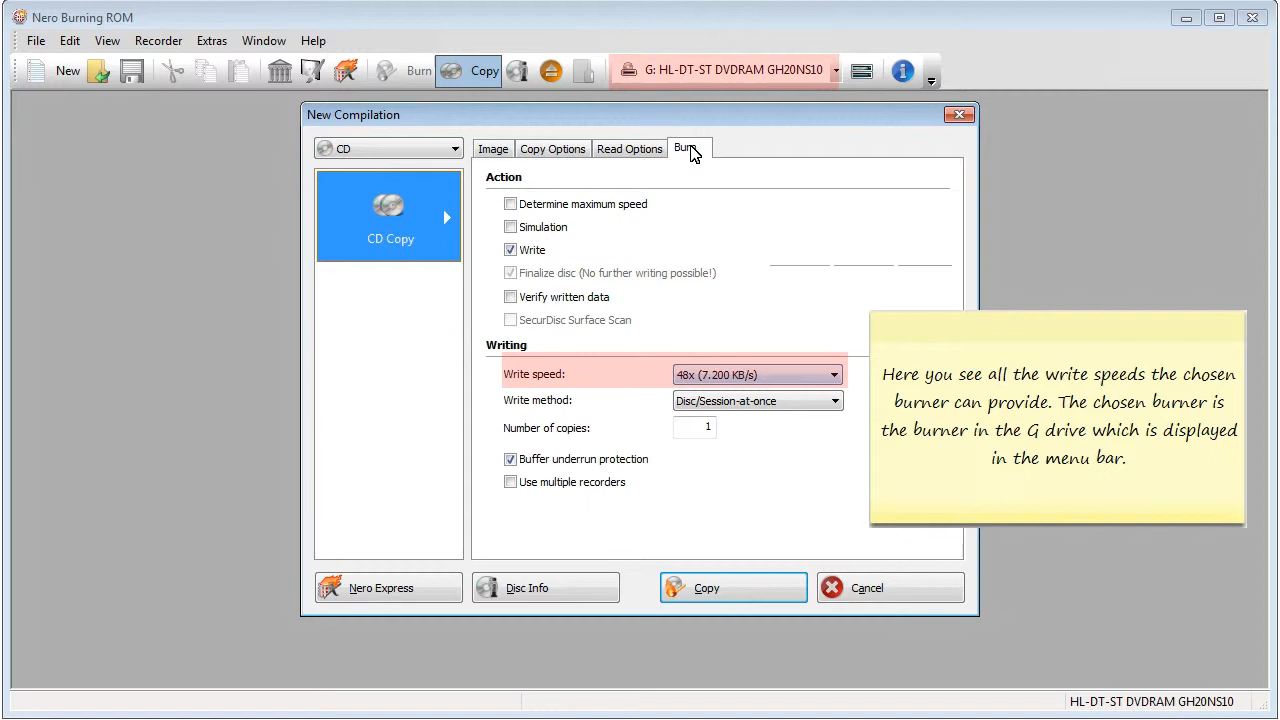 Nero Burning ROM
File Edit View Recorder Extras Window Help
New Burn Copy G: HL-DT-ST DVDRAM GH20NS10
New Compilation
CD
Image Copy Options Read Options Burn
CD Copy
Action
Determine maximum speed
Simulation
Write
Finalize disc (No further writing possible!)
Verify written data
SecurDisc Surface Scan
Writing
Write speed: 48x (7.200 KB/s)
Write method: Disc/Session-at-once
Number of copies: 1
Buffer underrun protection
Use multiple recorders
Here you see all the write speeds the chosen
burner can provide. The chosen burner is
the burner in the G drive which is displayed
in the menu bar.
Nero Express Disc Info Copy Cancel
HL-DT-ST DVDRAM GH20NS10